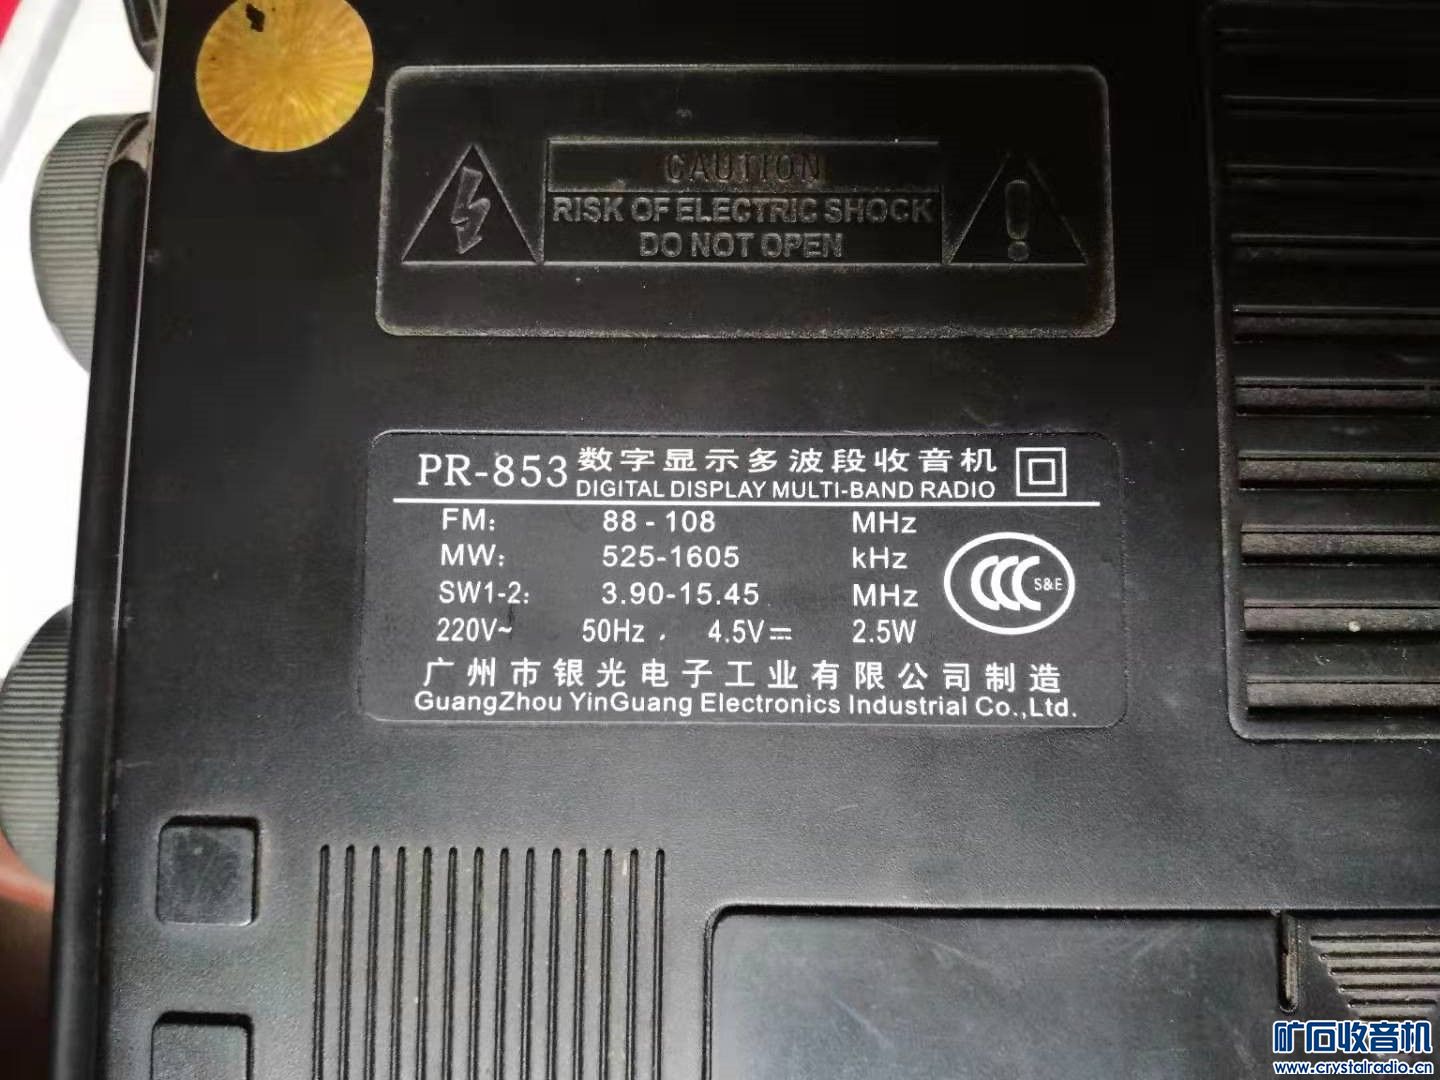 CAUTION
RISK OF ELECTRIC SHOCK
DO NOT OPEN
PR-853 数字显示多波段收音机
DIGITAL DISPLAY MULTI-BAND RADIO
FM: 88-108 MHz
MW: 525-1605 kHz
SW1-2: 3.90-15.45 MHz
CCC S&E
220V~ 50Hz, 4.5V⎓ 2.5W
广州市银光电子工业有限公司制造
GuangZhou YinGuang Electronics Industrial Co.,Ltd.
矿石收音机
www.crystalradio.cn